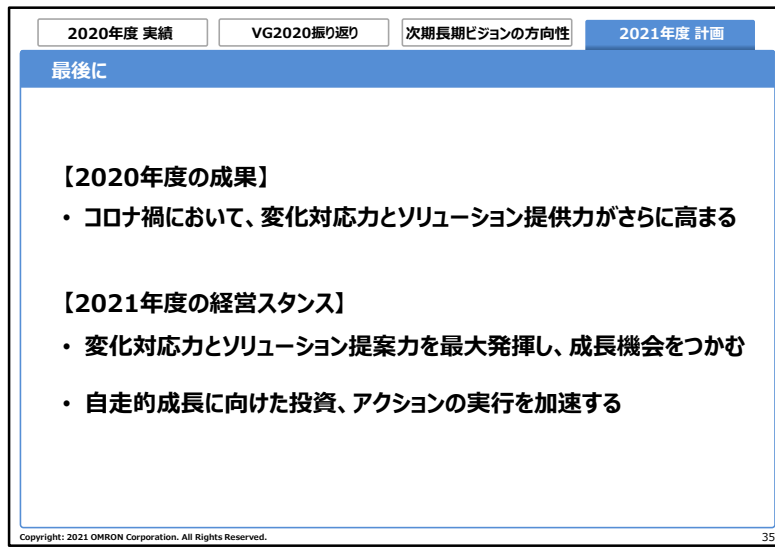 2020年度 実績
VG2020振り返り
次期長期ビジョンの方向性
2021年度 計画
最後に
【2020年度の成果】
• コロナ禍において、変化対応力とソリューション提供力がさらに高まる
【2021年度の経営スタンス】
• 変化対応力とソリューション提案力を最大発揮し、成長機会をつかむ
• 自走的成長に向けた投資、アクションの実行を加速する
Copyright: 2021 OMRON Corporation. All Rights Reserved.
35